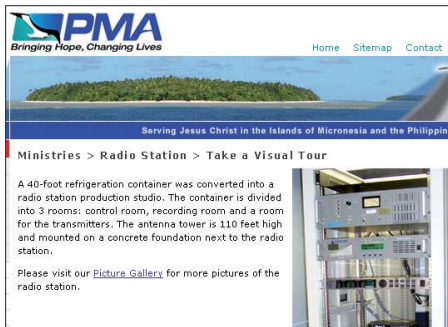 PMA
Bringing Hope, Changing Lives
Home Sitemap Contact
Serving Jesus Christ in the Islands of Micronesia and the Philippin
Ministries > Radio Station > Take a Visual Tour
A 40-foot refrigeration container was converted into a
radio station production studio. The container is divided
into 3 rooms: control room, recording room and a room
for the transmitters. The antenna tower is 110 feet high
and mounted on a concrete foundation next to the radio
station.
Please visit our Picture Gallery for more pictures of the
radio station.